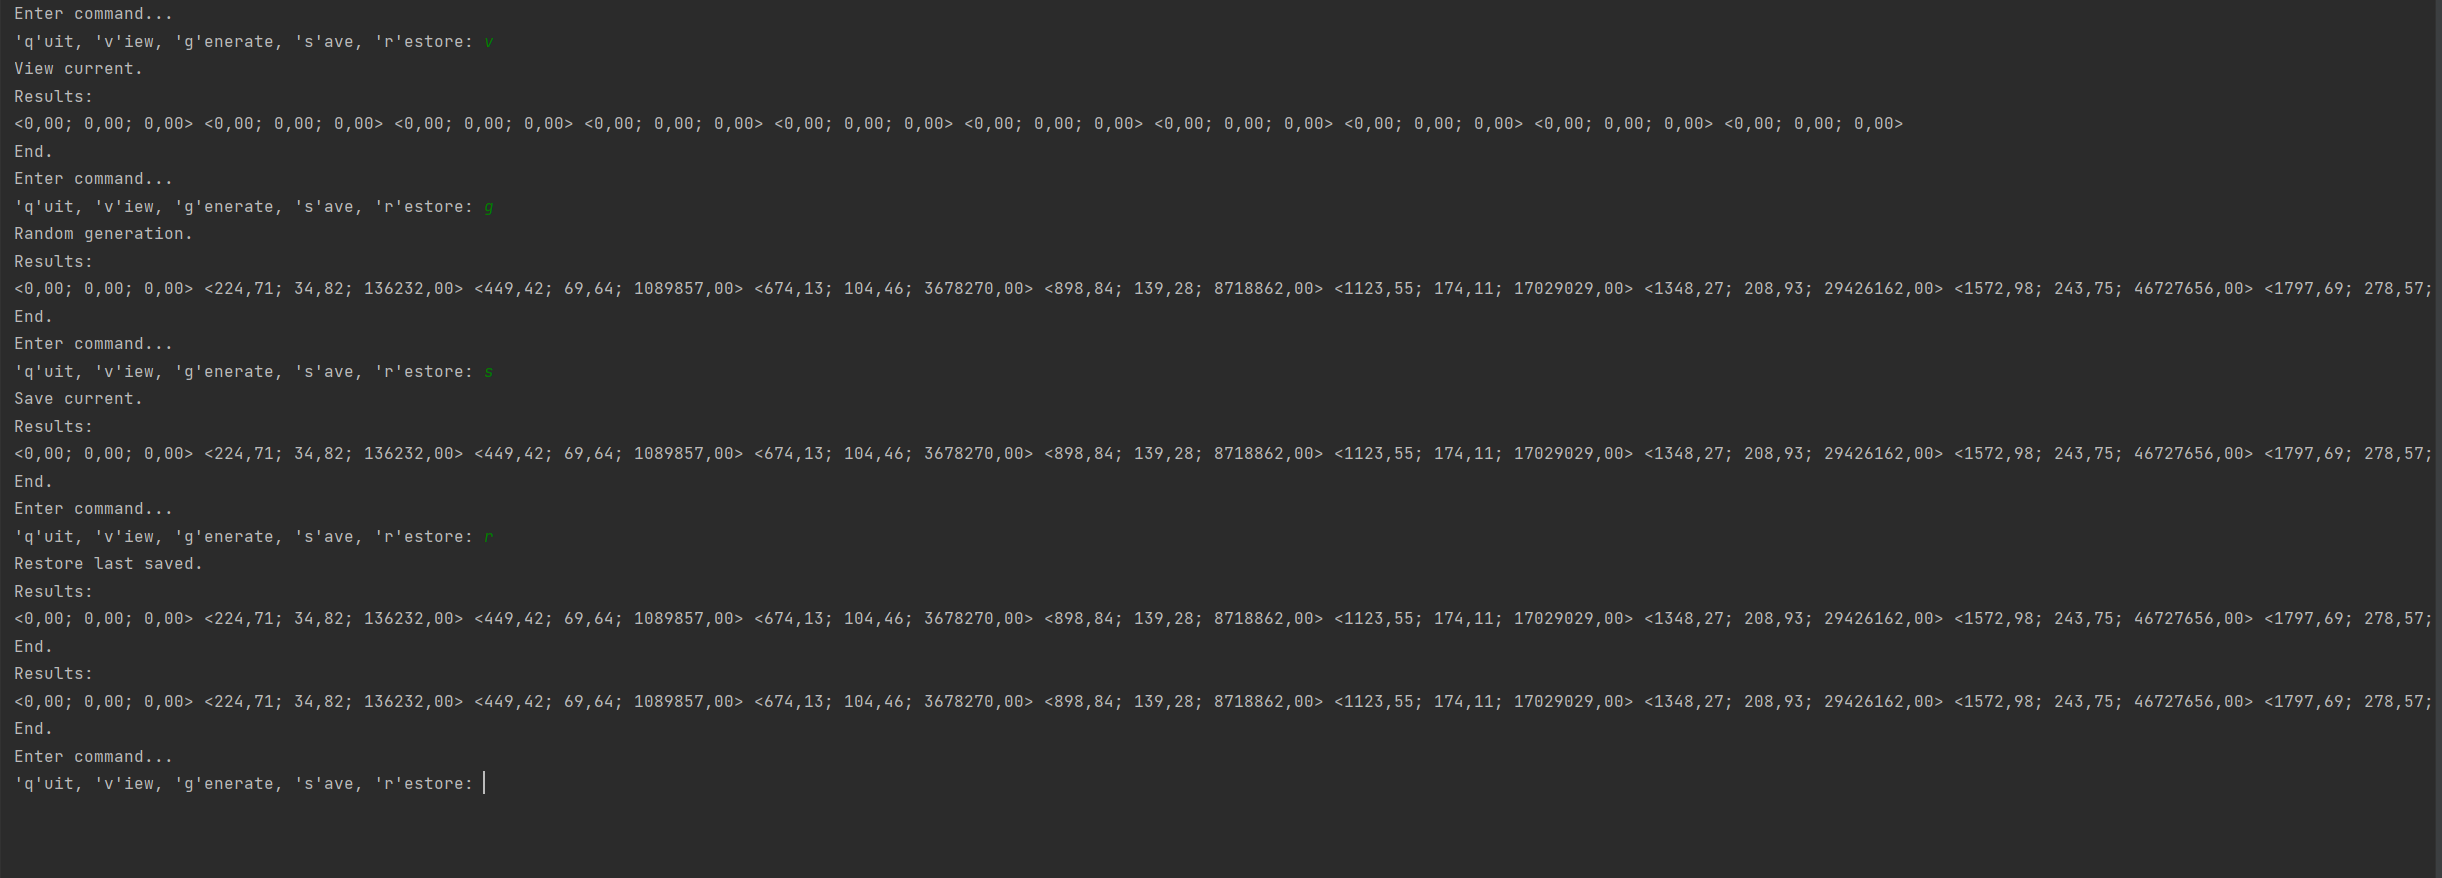 Enter command...
'q'uit, 'v'iew, 'g'enerate, 's'ave, 'r'estore: v
View current.
Results:
<0,00; 0,00; 0,00> <0,00; 0,00; 0,00> <0,00; 0,00; 0,00> <0,00; 0,00; 0,00> <0,00; 0,00; 0,00> <0,00; 0,00; 0,00> <0,00; 0,00; 0,00> <0,00; 0,00; 0,00> <0,00; 0,00; 0,00> <0,00; 0,00; 0,00>
End.
Enter command...
'q'uit, 'v'iew, 'g'enerate, 's'ave, 'r'estore: g
Random generation.
Results:
<0,00; 0,00; 0,00> <224,71; 34,82; 136232,00> <449,42; 69,64; 1089857,00> <674,13; 104,46; 3678270,00> <898,84; 139,28; 8718862,00> <1123,55; 174,11; 17029029,00> <1348,27; 208,93; 29426162,00> <1572,98; 243,75; 46727656,00> <1797,69; 278,57;
End.
Enter command...
'q'uit, 'v'iew, 'g'enerate, 's'ave, 'r'estore: s
Save current.
Results:
<0,00; 0,00; 0,00> <224,71; 34,82; 136232,00> <449,42; 69,64; 1089857,00> <674,13; 104,46; 3678270,00> <898,84; 139,28; 8718862,00> <1123,55; 174,11; 17029029,00> <1348,27; 208,93; 29426162,00> <1572,98; 243,75; 46727656,00> <1797,69; 278,57;
End.
Enter command...
'q'uit, 'v'iew, 'g'enerate, 's'ave, 'r'estore: r
Restore last saved.
Results:
<0,00; 0,00; 0,00> <224,71; 34,82; 136232,00> <449,42; 69,64; 1089857,00> <674,13; 104,46; 3678270,00> <898,84; 139,28; 8718862,00> <1123,55; 174,11; 17029029,00> <1348,27; 208,93; 29426162,00> <1572,98; 243,75; 46727656,00> <1797,69; 278,57;
End.
Results:
<0,00; 0,00; 0,00> <224,71; 34,82; 136232,00> <449,42; 69,64; 1089857,00> <674,13; 104,46; 3678270,00> <898,84; 139,28; 8718862,00> <1123,55; 174,11; 17029029,00> <1348,27; 208,93; 29426162,00> <1572,98; 243,75; 46727656,00> <1797,69; 278,57;
End.
Enter command...
'q'uit, 'v'iew, 'g'enerate, 's'ave, 'r'estore: